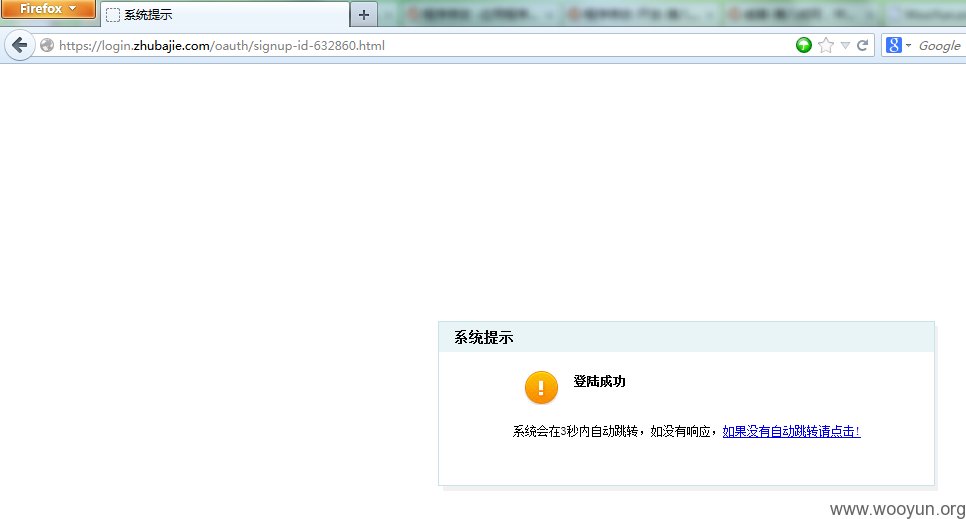 Firefox
系统提示
https://login.zhubajie.com/oauth/signup-id-632860.html
Google
系统提示
登陆成功
系统会在3秒内自动跳转，如没有响应，如果没有自动跳转请点击!
www.wooyun.org